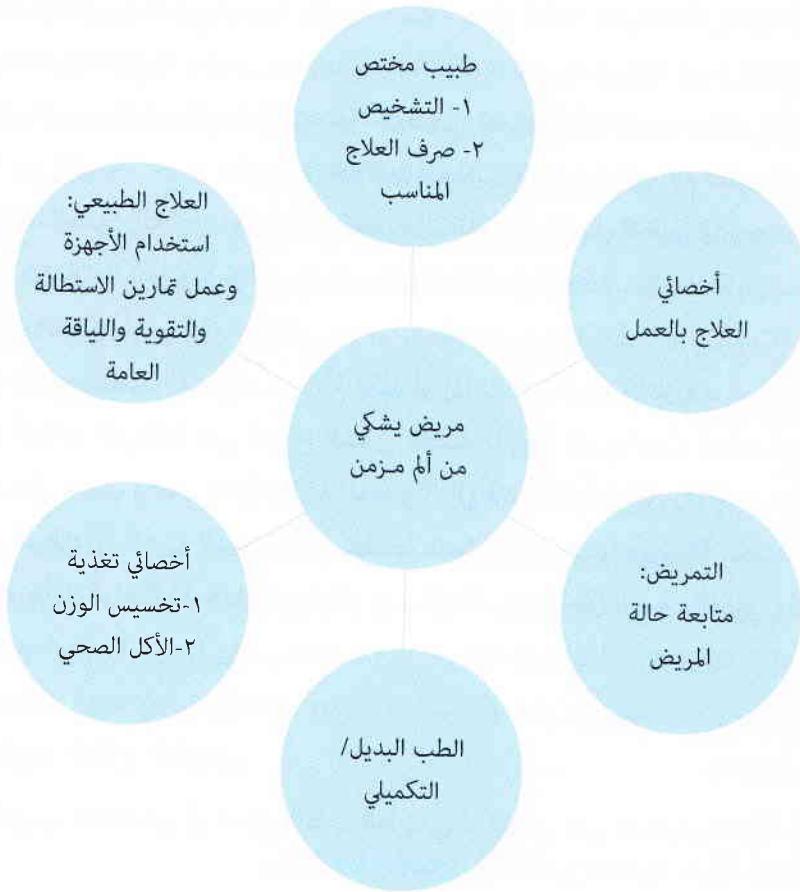 طبيب مختص
١- التشخيص
٢- صرف العلاج
المناسب
أخصائي
العلاج بالعمل
العلاج الطبيعي:
استخدام الأجهزة
وعمل تمارين الاستطالة
والتقوية واللياقة
العامة
مريض يشكي
من ألم مـزمن
التمريض:
متابعة حالة
المريض
أخصائي تغذية
١-تخسيس الوزن
٢-الأكل الصحي
الطب البديل/
التكميلي